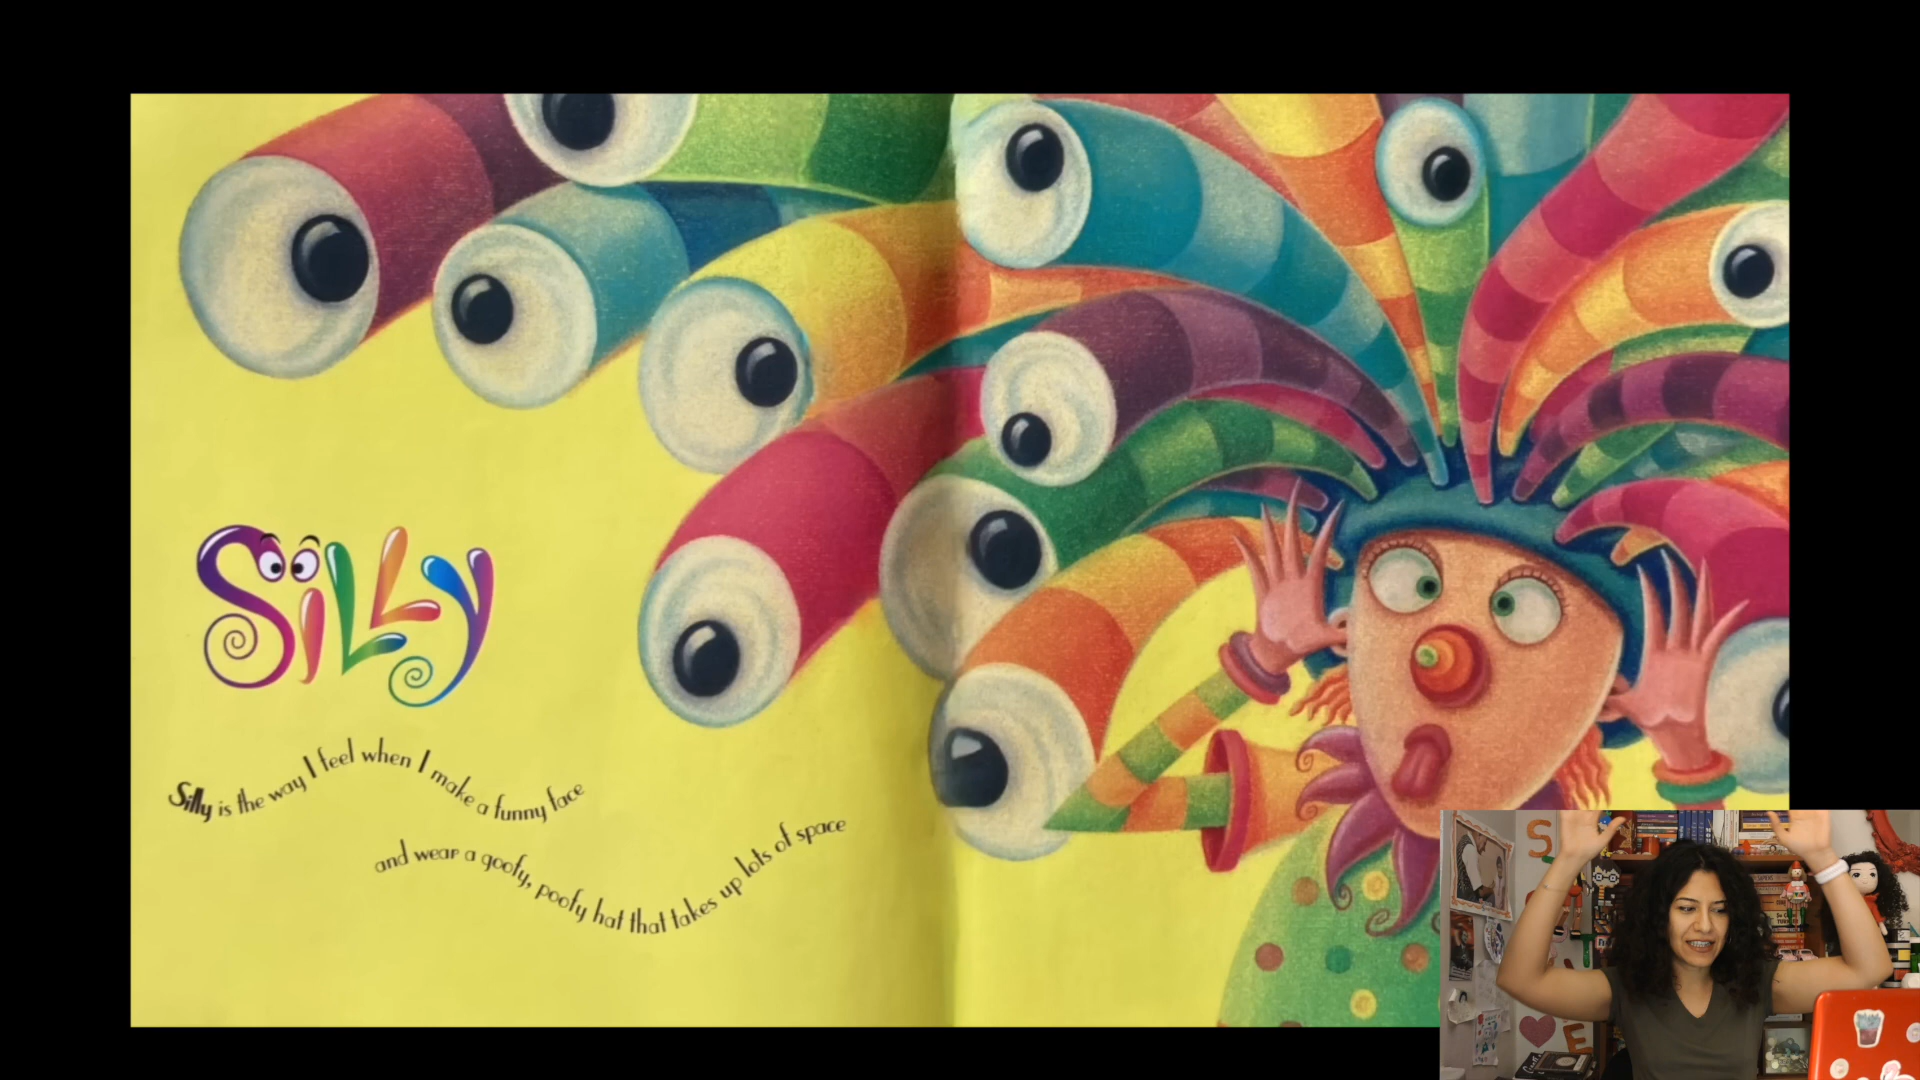 SiLLy
Silly is the way I feel when I make a funny face
and wear a goofy, poofy hat that takes up lots of space